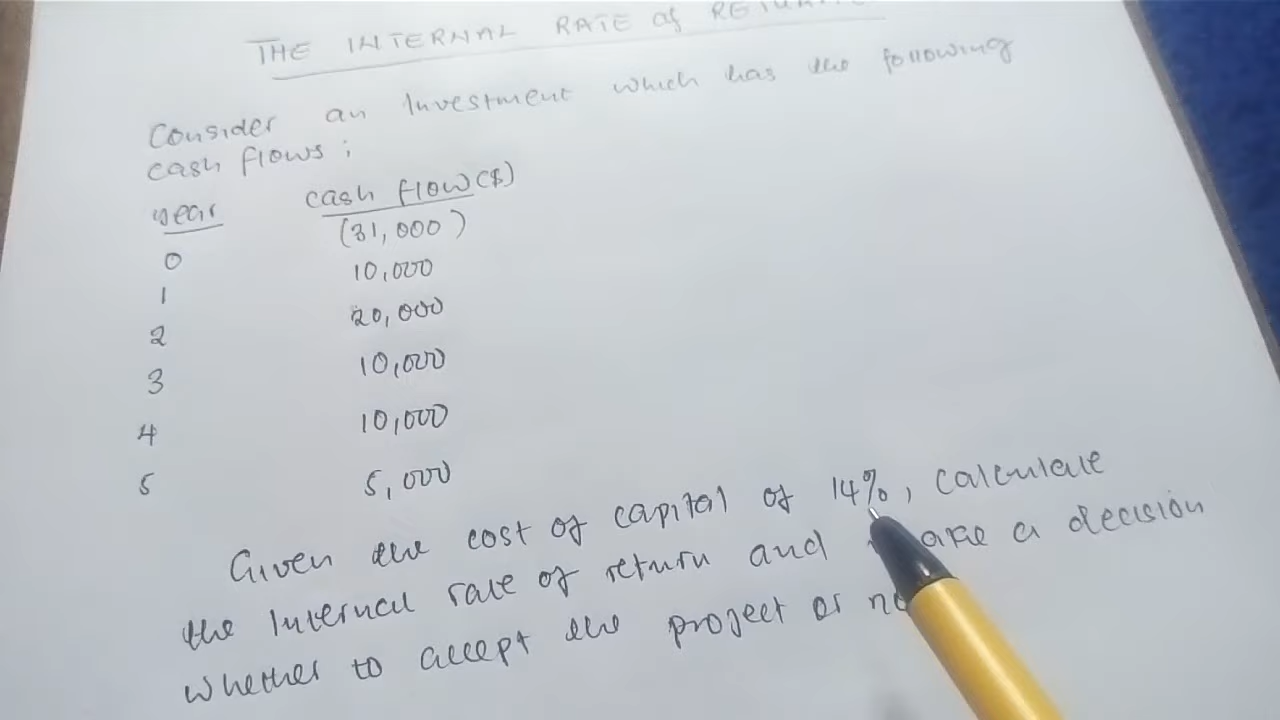 THE INTERNAL RATE of
Consider an Investment which has the following
cash flows ;
year cash flow ($)
0 (31,000)
1 10,000
2 20,000
3 10,000
4 10,000
5 5,000
Given the cost of capital of 14%, calculate
the Internal rate of return and make a decision
whether to accept the project or